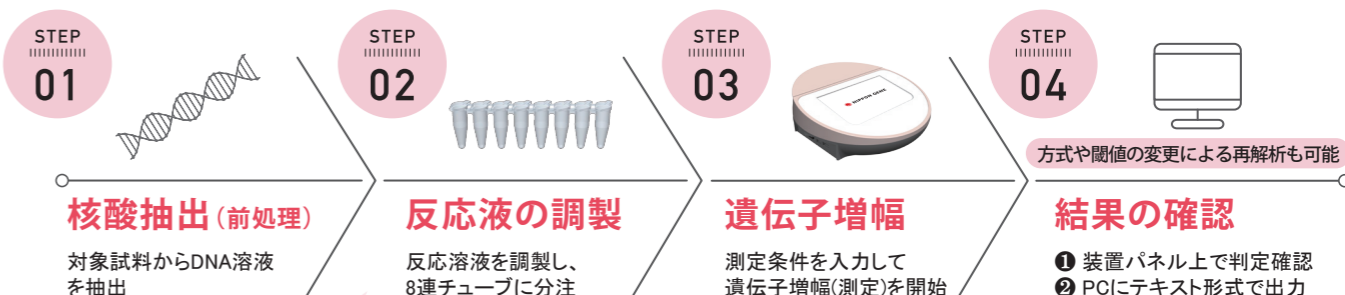 STEP
01
核酸抽出(前処理)
対象試料からDNA溶液
を抽出
STEP
02
反応液の調製
反応溶液を調製し、
8連チューブに分注
STEP
03
NIPPON GENE
遺伝子増幅
測定条件を入力して
遺伝子増幅(測定)を開始
STEP
04
方式や閾値の変更による再解析も可能
結果の確認
❶ 装置パネル上で判定確認
❷ PCにテキスト形式で出力